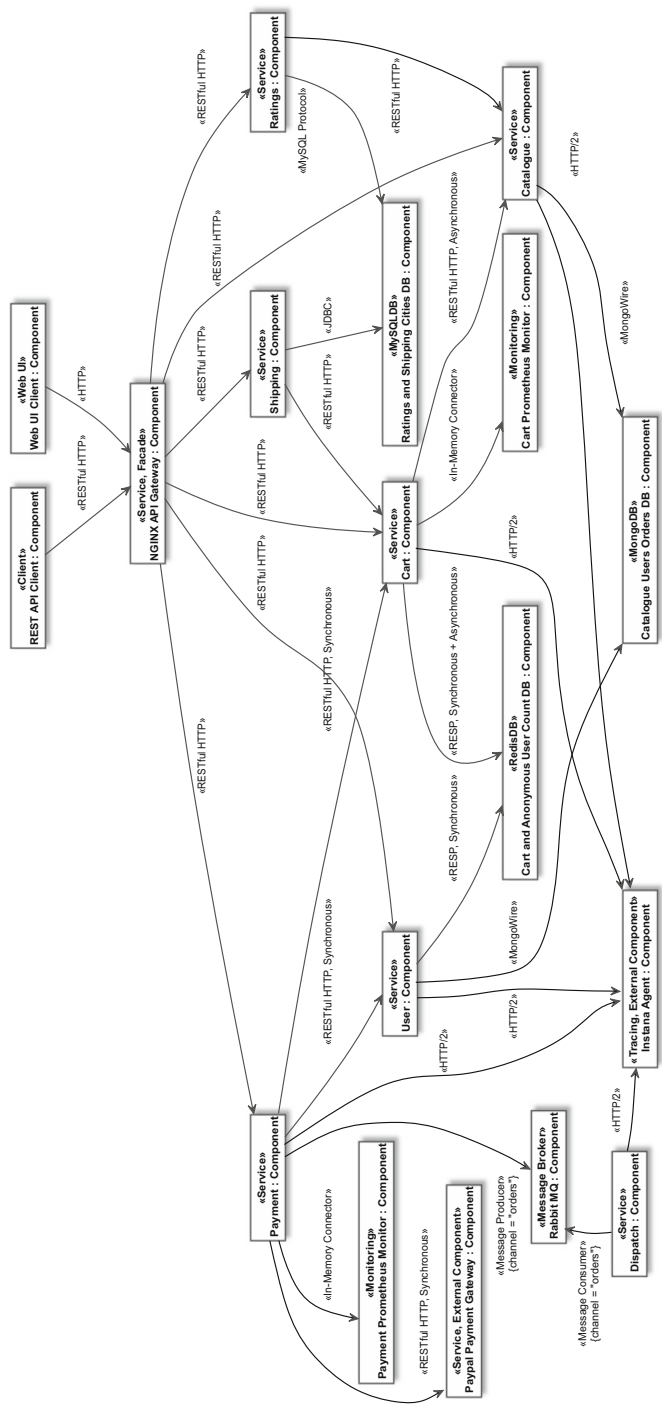 «Client»
REST API Client : Component
«Web UI»
Web UI Client : Component
«RESTful HTTP»
«HTTP»
«Service, Facade»
NGINX API Gateway : Component
«RESTful HTTP»
«RESTful HTTP»
«RESTful HTTP»
«RESTful HTTP»
«RESTful HTTP»
«RESTful HTTP»
«Service»
Payment : Component
«Service»
Shipping : Component
«Service»
Ratings : Component
«In-Memory Connector»
«RESTful HTTP, Synchronous»
«RESTful HTTP, Synchronous»
«RESTful HTTP»
«JDBC»
«MySQL Protocol»
«RESTful HTTP»
«Monitoring»
Payment Prometheus Monitor : Component
«Service»
User : Component
«Service»
Cart : Component
«MySQLDB»
Ratings and Shipping Cities DB : Component
«RESTful HTTP, Synchronous»
«HTTP/2»
«RESP, Synchronous»
«RESP, Synchronous + Asynchronous»
«In-Memory Connector»
«RESTful HTTP, Asynchronous»
«Service, External Component»
Paypal Payment Gateway : Component
«Message Producer»
{channel = "orders"}
«HTTP/2»
«MongoWire»
«HTTP/2»
«RedisDB»
Cart and Anonymous User Count DB : Component
«Monitoring»
Cart Prometheus Monitor : Component
«Service»
Catalogue : Component
«HTTP/2»
«MongoWire»
«Message Broker»
Rabbit MQ : Component
«Message Consumer»
{channel = "orders"}
«HTTP/2»
«Service»
Dispatch : Component
«Tracing, External Component»
Instana Agent : Component
«MongoDB»
Catalogue Users Orders DB : Component